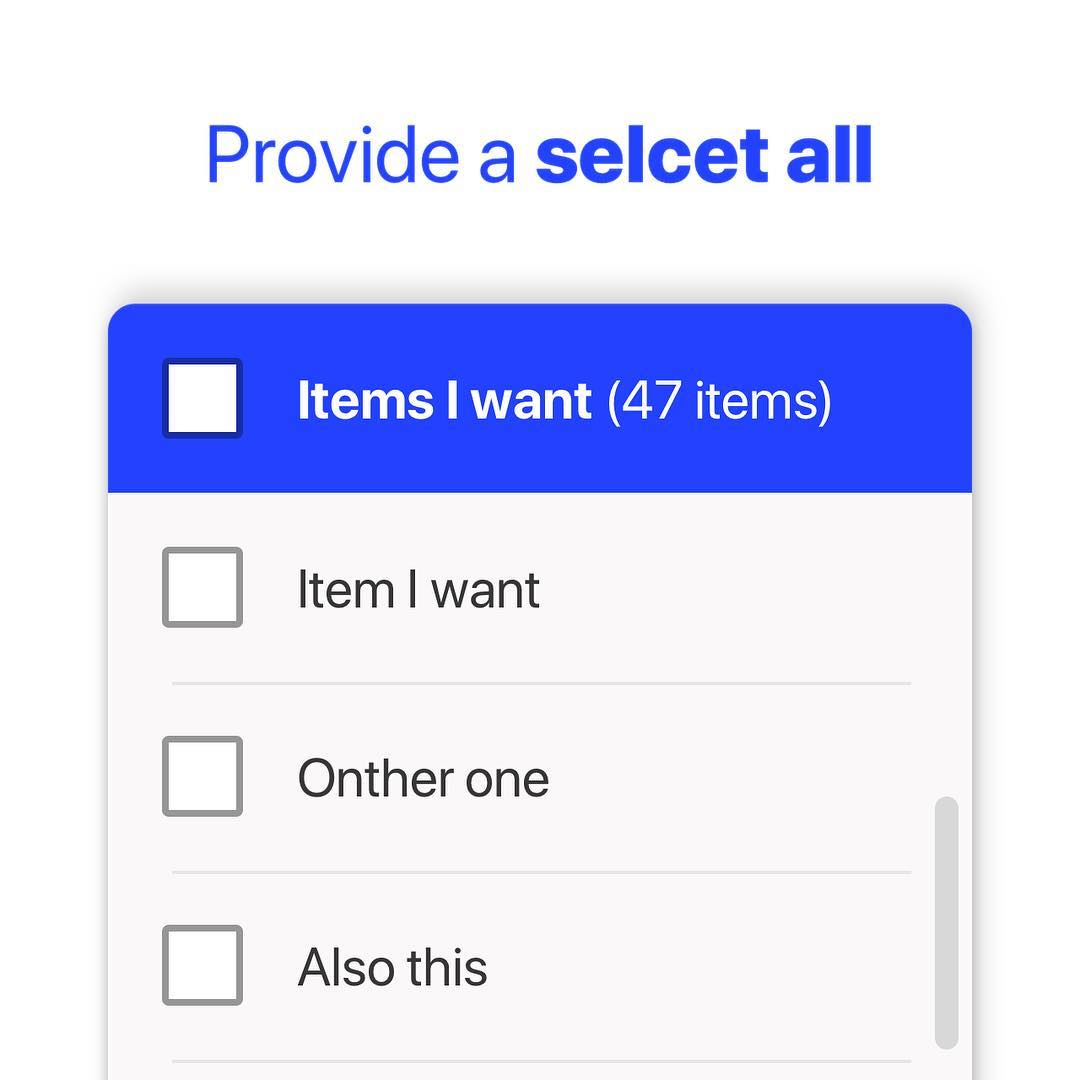 Provide a selcet all
Items I want (47 items)
Item I want
Onther one
Also this